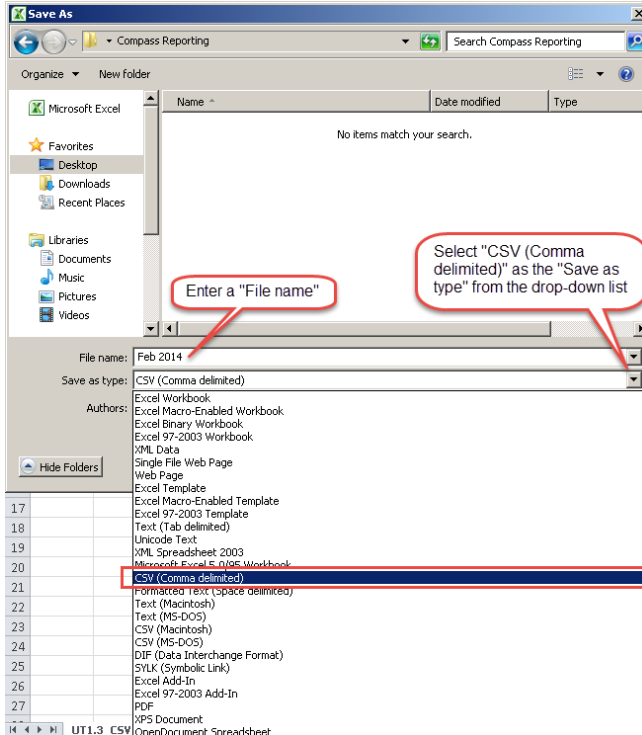 Save As
Compass Reporting
Search Compass Reporting
Organize
New folder
Microsoft Excel
Name
Date modified
Type
No items match your search.
Favorites
Desktop
Downloads
Recent Places
Libraries
Documents
Music
Pictures
Videos
Enter a "File name"
Select "CSV (Comma
delimited)" as the "Save as
type" from the drop-down list
File name:
Feb 2014
Save as type:
CSV (Comma delimited)
Authors:
Excel Workbook
Excel Macro-Enabled Workbook
Excel Binary Workbook
Excel 97-2003 Workbook
XML Data
Single File Web Page
Web Page
Excel Template
Excel Macro-Enabled Template
Excel 97-2003 Template
Text (Tab delimited)
Unicode Text
XML Spreadsheet 2003
Microsoft Excel 5.0/95 Workbook
CSV (Comma delimited)
Formatted Text (Space delimited)
Text (Macintosh)
Text (MS-DOS)
CSV (Macintosh)
CSV (MS-DOS)
DIF (Data Interchange Format)
SYLK (Symbolic Link)
Excel Add-In
Excel 97-2003 Add-In
PDF
XPS Document
OpenDocument Spreadsheet
Hide Folders
17
18
19
20
21
22
23
24
25
26
27
UT1.3 CSV